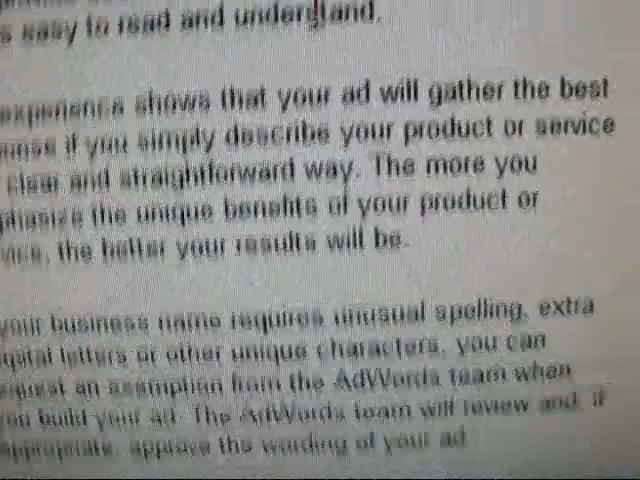 s easy to read and understand.
experience shows that your ad will gather the best
if you simply describe your product or service
clear and straightforward way. The more you
the unique benefits of your product or
the better your results will be.
your business name requires unusual spelling, extra
letters or other unique characters, you can
an exemption from the AdWords team when
you build your ad. The AdWords team will review and, if
appropriate, approve the wording of your ad